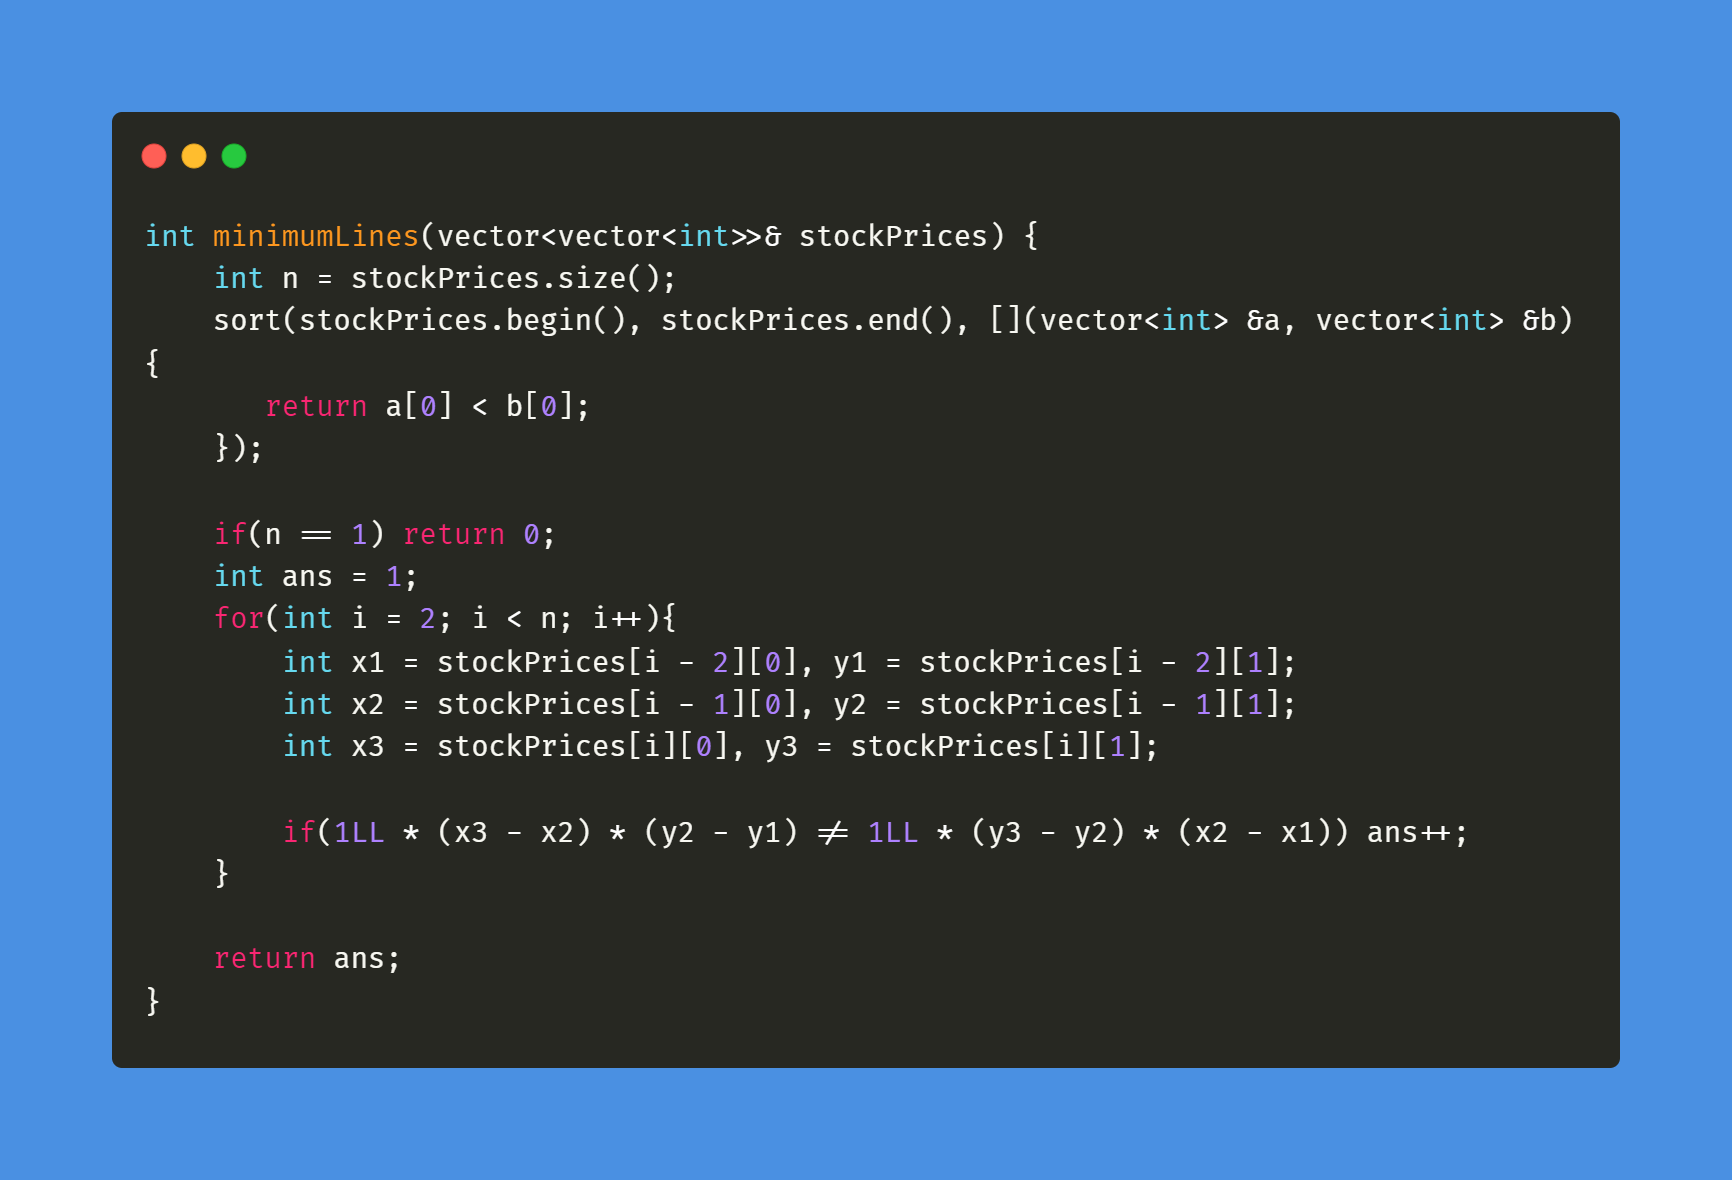 int minimumLines(vector<vector<int>>& stockPrices) {
    int n = stockPrices.size();
    sort(stockPrices.begin(), stockPrices.end(), [](vector<int> &a, vector<int> &b)
{
       return a[0] < b[0];
    });

    if(n == 1) return 0;
    int ans = 1;
    for(int i = 2; i < n; i++){
        int x1 = stockPrices[i - 2][0], y1 = stockPrices[i - 2][1];
        int x2 = stockPrices[i - 1][0], y2 = stockPrices[i - 1][1];
        int x3 = stockPrices[i][0], y3 = stockPrices[i][1];

        if(1LL * (x3 - x2) * (y2 - y1) != 1LL * (y3 - y2) * (x2 - x1)) ans++;
    }

    return ans;
}